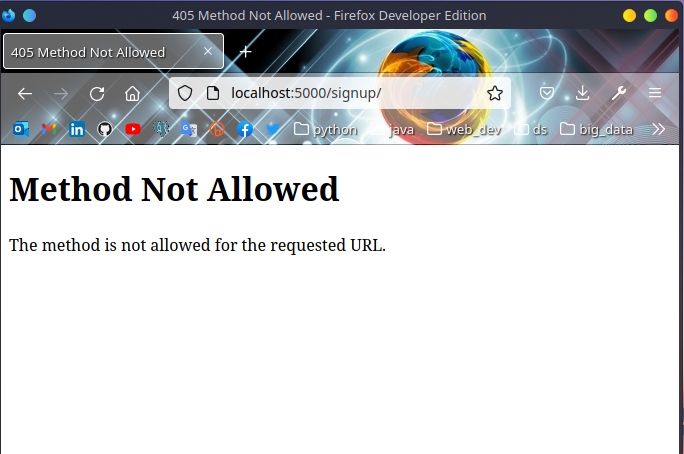 405 Method Not Allowed - Firefox Developer Edition
405 Method Not Allowed
localhost:5000/signup/
python java web_dev ds big_data
Method Not Allowed
The method is not allowed for the requested URL.